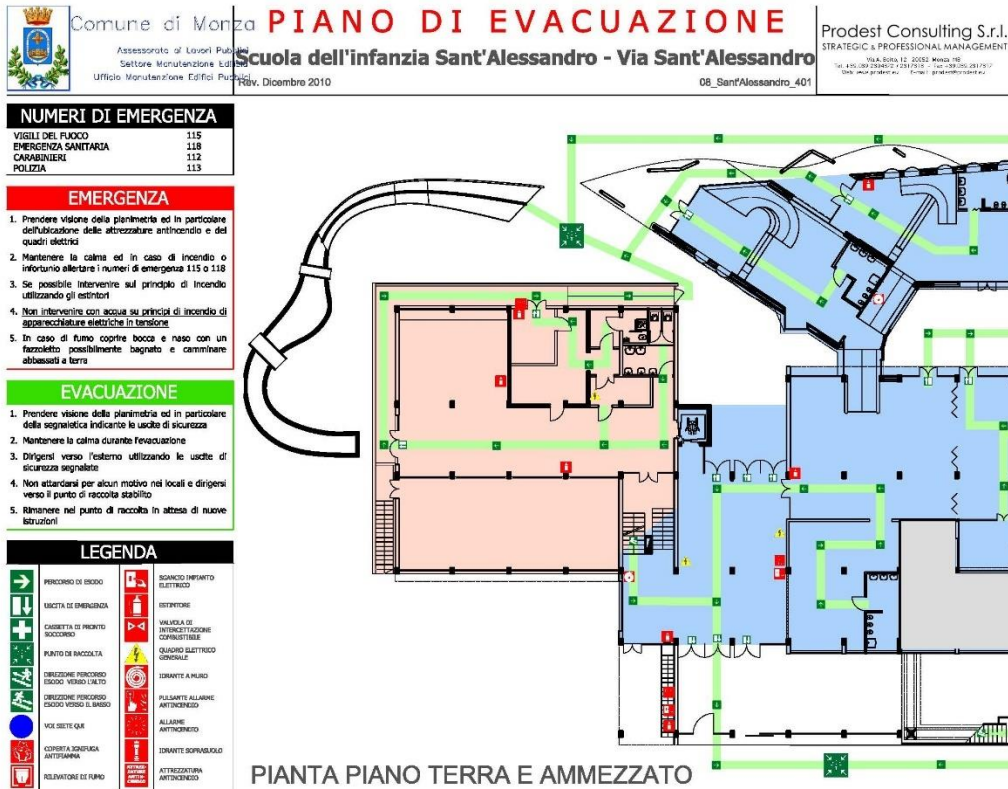 Comune di Monza
Assessorato ai Lavori Pubblici
Settore Manutenzione Edilizia
Ufficio Manutenzione Edifici Pubblici
PIANO DI EVACUAZIONE
Scuola dell'infanzia Sant'Alessandro - Via Sant'Alessandro
Rev. Dicembre 2010
08_Sant'Alessandro_401
Prodest Consulting S.r.l.
STRATEGIC & PROFESSIONAL MANAGEMENT
NUMERI DI EMERGENZA
VIGILI DEL FUOCO 115
EMERGENZA SANITARIA 118
CARABINIERI 112
POLIZIA 113
EMERGENZA
1. Prendere visione della planimetria ed in particolare
dell'ubicazione delle attrezzature antincendio e dei
quadri elettrici
2. Mantenere la calma ed in caso di incendio o
infortunio allertare i numeri di emergenza 115 o 118
3. Se possibile intervenire sul principio di incendio
utilizzando gli estintori
4. Non intervenire con acqua su principi di incendio di
apparecchiature elettriche in tensione
5. In caso di fumo coprire bocca e naso con un
fazzoletto possibilmente bagnato e camminare
abbassati a terra
EVACUAZIONE
1. Prendere visione della planimetria ed in particolare
della segnaletica indicante le uscite di sicurezza
2. Mantenere la calma durante l'evacuazione
3. Dirigersi verso l'esterno utilizzando le uscite di
sicurezza segnalate
4. Non attardarsi per alcun motivo nei locali e dirigersi
verso il punto di raccolta stabilito
5. Rimanere nel punto di raccolta in attesa di nuove
istruzioni
LEGENDA
PERCORSO DI ESODO
SGANCIO IMPIANTO
ELETTRICO
USCITA DI EMERGENZA
ESTINTORE
CASSETTA DI PRONTO
SOCCORSO
VALVOLA DI
INTERCETTAZIONE
COMBUSTIBILE
PUNTO DI RACCOLTA
QUADRO ELETTRICO
GENERALE
DIREZIONE PERCORSO
ESODO VERSO L'ALTO
IDRANTE A MURO
DIREZIONE PERCORSO
ESODO VERSO IL BASSO
PULSANTE ALLARME
ANTINCENDIO
VOI SIETE QUI
ALLARME
ANTINCENDIO
COPERTA IGNIFUGA
ANTIFIAMMA
IDRANTE SOPRASUOLO
RILEVATORE DI FUMO
ATTREZZATURA
ANTINCENDIO
PIANTA PIANO TERRA E AMMEZZATO